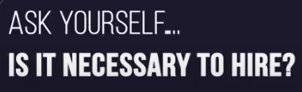 ASK YOURSELF...
IS IT NECESSARY TO HIRE?